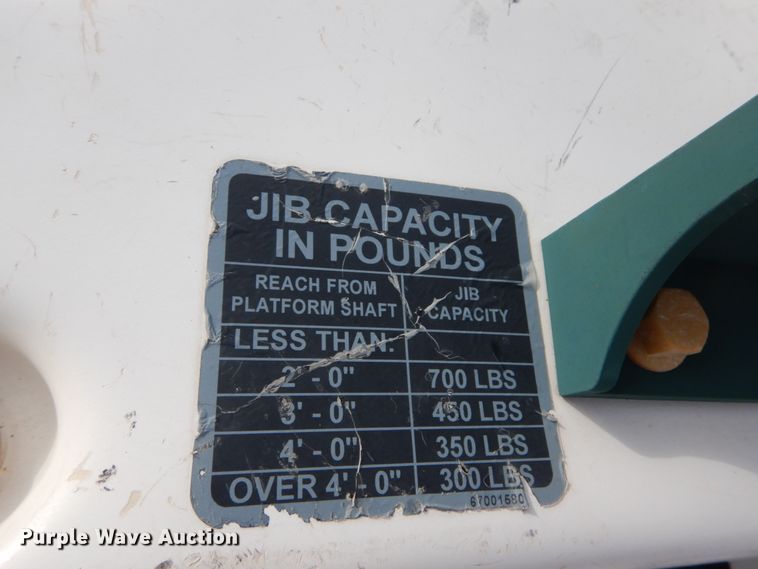 JIB CAPACITY
IN POUNDS
REACH FROM
PLATFORM SHAFT
JIB
CAPACITY
LESS THAN:
2' - 0" 700 LBS
3' - 0" 450 LBS
4' - 0" 350 LBS
OVER 4' - 0" 300 LBS
67001580
Purple Wave Auction